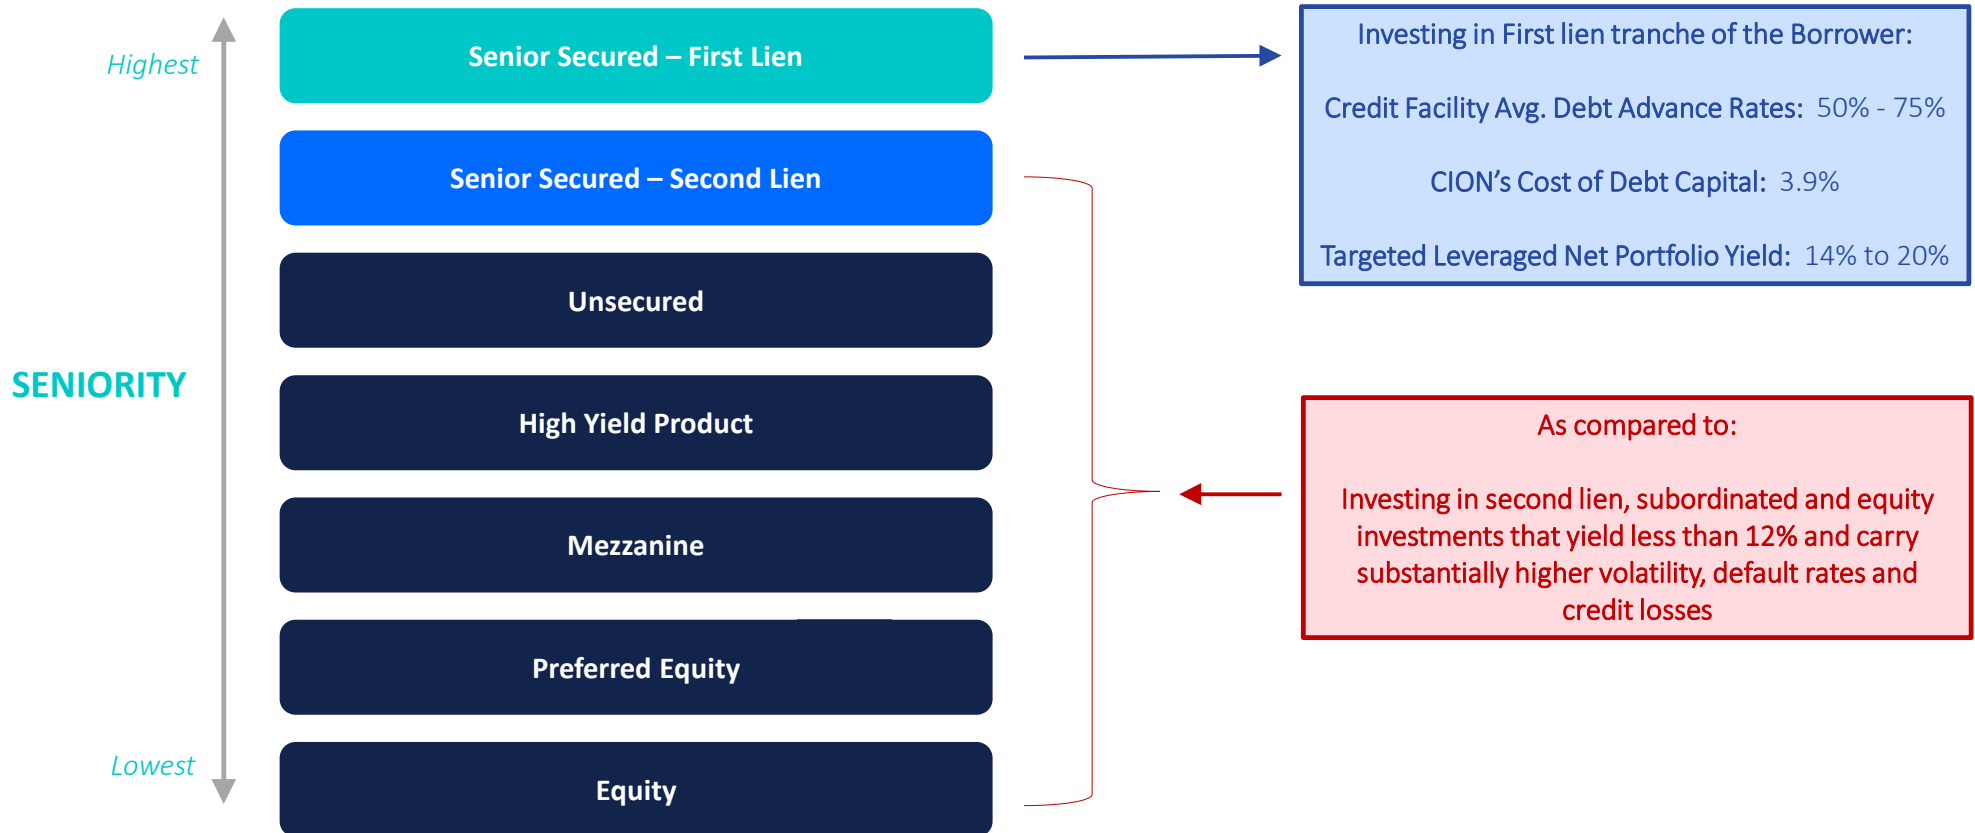 Highest
SENIORITY
Lowest
Senior Secured – First Lien
Senior Secured – Second Lien
Unsecured
High Yield Product
Mezzanine
Preferred Equity
Equity
Investing in First lien tranche of the Borrower:
Credit Facility Avg. Debt Advance Rates: 50% - 75%
CION's Cost of Debt Capital: 3.9%
Targeted Leveraged Net Portfolio Yield: 14% to 20%
As compared to:
Investing in second lien, subordinated and equity
investments that yield less than 12% and carry
substantially higher volatility, default rates and
credit losses